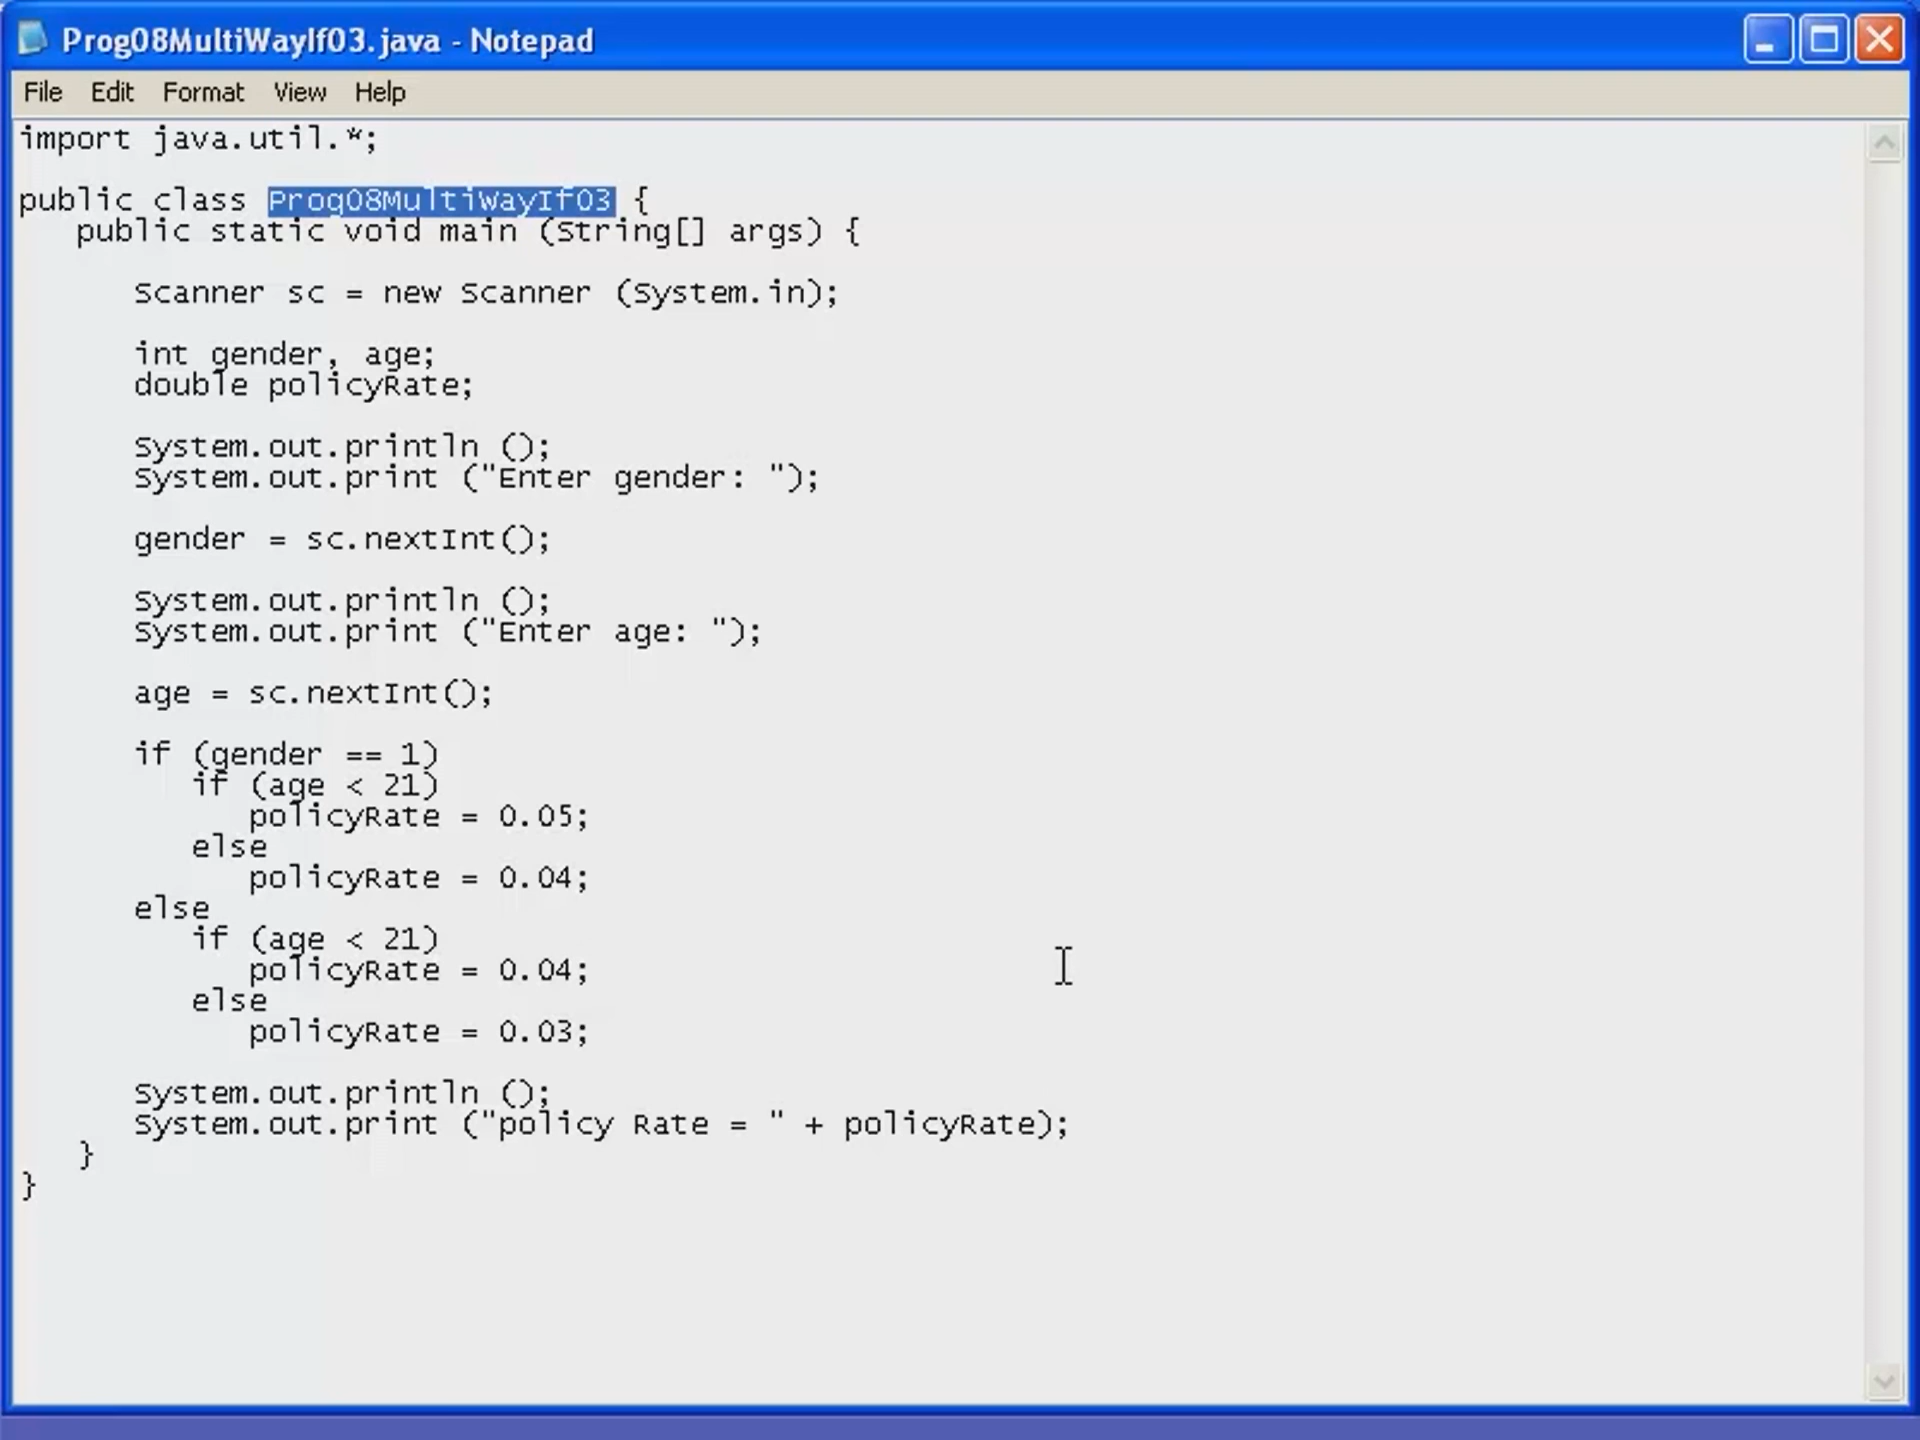 Prog08MultiWayIf03.java - Notepad
File Edit Format View Help
import java.util.*;
public class Prog08MultiWayIf03 {
public static void main (String[] args) {
Scanner sc = new Scanner (System.in);
int gender, age;
double policyRate;
System.out.println ();
System.out.print ("Enter gender: ");
gender = sc.nextInt();
System.out.println ();
System.out.print ("Enter age: ");
age = sc.nextInt();
if (gender == 1)
if (age < 21)
policyRate = 0.05;
else
policyRate = 0.04;
else
if (age < 21)
policyRate = 0.04;
else
policyRate = 0.03;
System.out.println ();
System.out.print ("policy Rate = " + policyRate);
}
}